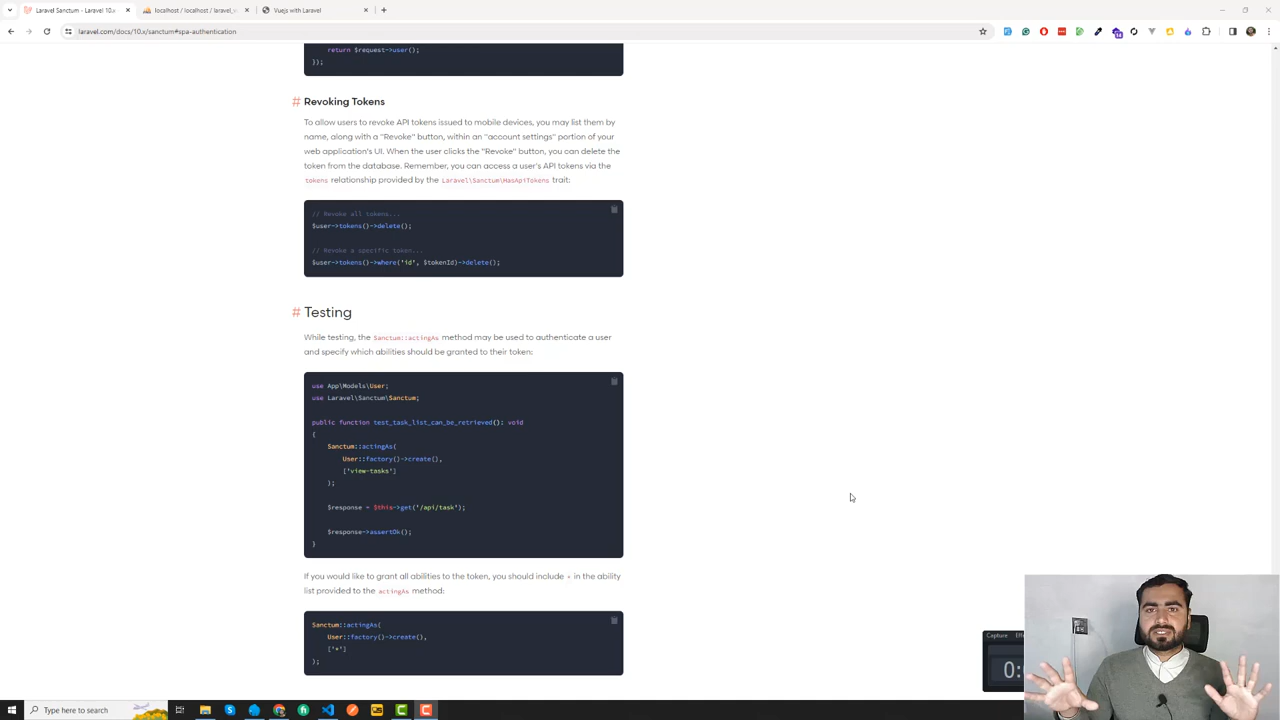 Laravel Sanctum - Laravel 10.x
localhost / localhost / laravel_v
Vuejs with Laravel
laravel.com/docs/10.x/sanctum#spa-authentication
return $request->user();
});
# Revoking Tokens
To allow users to revoke API tokens issued to mobile devices, you may list them by
name, along with a "Revoke" button, within an "account settings" portion of your
web application's UI. When the user clicks the "Revoke" button, you can delete the
token from the database. Remember, you can access a user's API tokens via the
tokens relationship provided by the Laravel\Sanctum\HasApiTokens trait:
// Revoke all tokens...
$user->tokens()->delete();
// Revoke a specific token...
$user->tokens()->where('id', $tokenId)->delete();
# Testing
While testing, the Sanctum::actingAs method may be used to authenticate a user
and specify which abilities should be granted to their token:
use App\Models\User;
use Laravel\Sanctum\Sanctum;
public function test_task_list_can_be_retrieved(): void
{
Sanctum::actingAs(
User::factory()->create(),
['view-tasks']
);
$response = $this->get('/api/task');
$response->assertOk();
}
If you would like to grant all abilities to the token, you should include * in the ability
list provided to the actingAs method:
Sanctum::actingAs(
User::factory()->create(),
['*']
);
Capture
0:
Type here to search